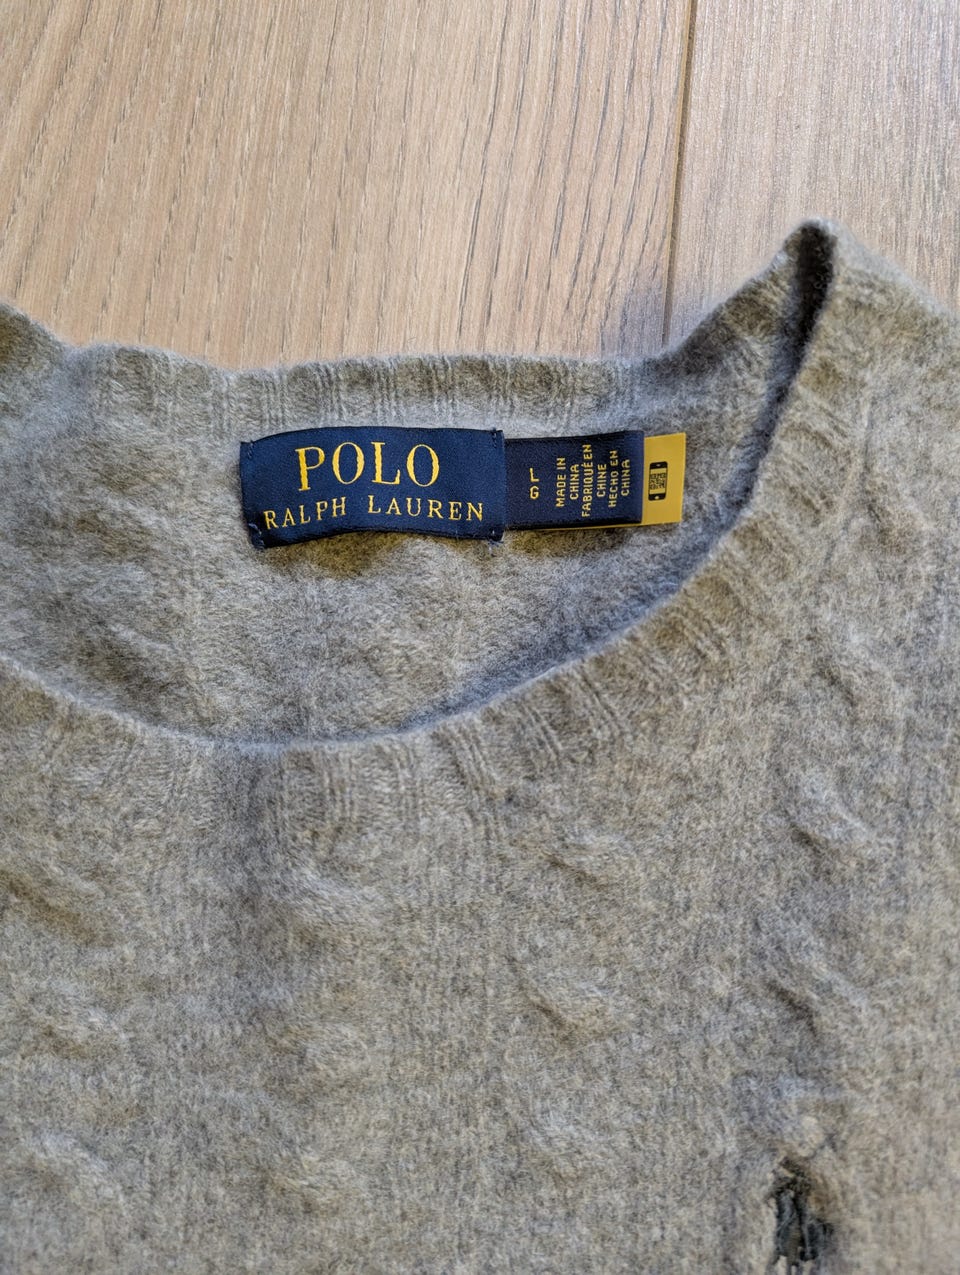 POLO
RALPH LAUREN
L
G
MADE IN
CHINA
FABRIQUÉ EN
CHINE
HECHO EN
CHINA